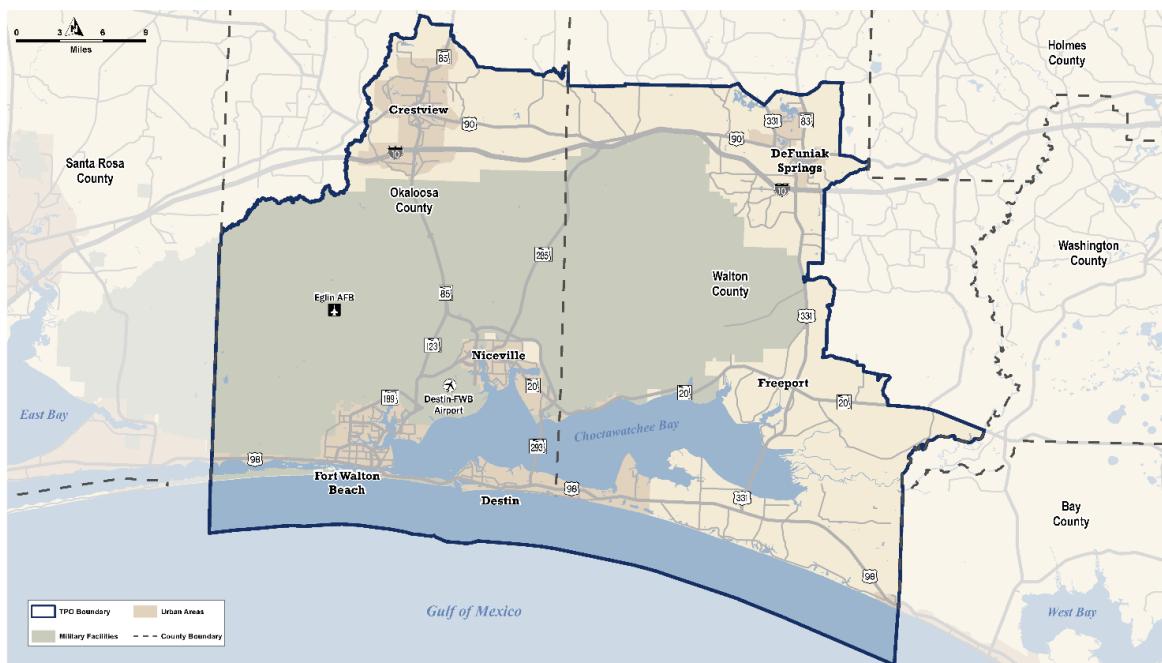 N
0 3 6 9
Miles
Holmes
County
85
Crestview
90
331
83
90
10
DeFuniak
Springs
Santa Rosa
County
10
Okaloosa
County
Washington
County
285
Walton
County
85
Eglin AFB
331
123
Niceville
20
Freeport
189
Destin-FWB
Airport
20
20
East Bay
Choctawatchee Bay
293
98
Fort Walton
Beach
98
Destin
331
Bay
County
98
Gulf of Mexico
West Bay
TPO Boundary
Urban Areas
Military Facilities
County Boundary